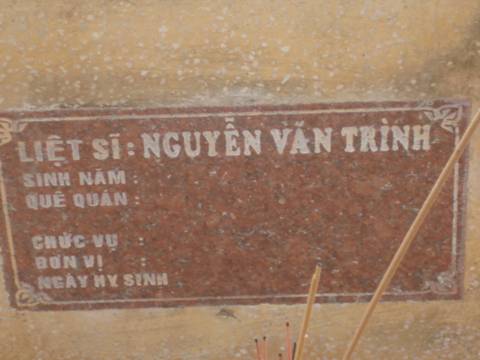 LIỆT SĨ : NGUYỄN VĂN TRÌNH
SINH NĂM :
QUÊ QUÁN :
CHỨC VỤ :
ĐƠN VỊ :
NGÀY HY SINH